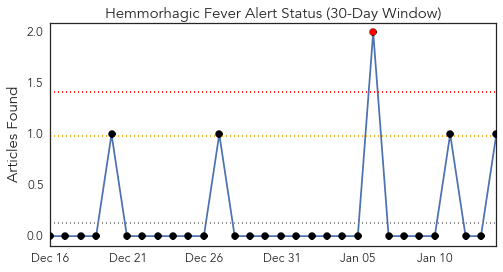 Hemmorhagic Fever Alert Status (30-Day Window)
Articles Found
2.0
1.5
1.0
0.5
0.0
Dec 16 Dec 21 Dec 26 Dec 31 Jan 05 Jan 10